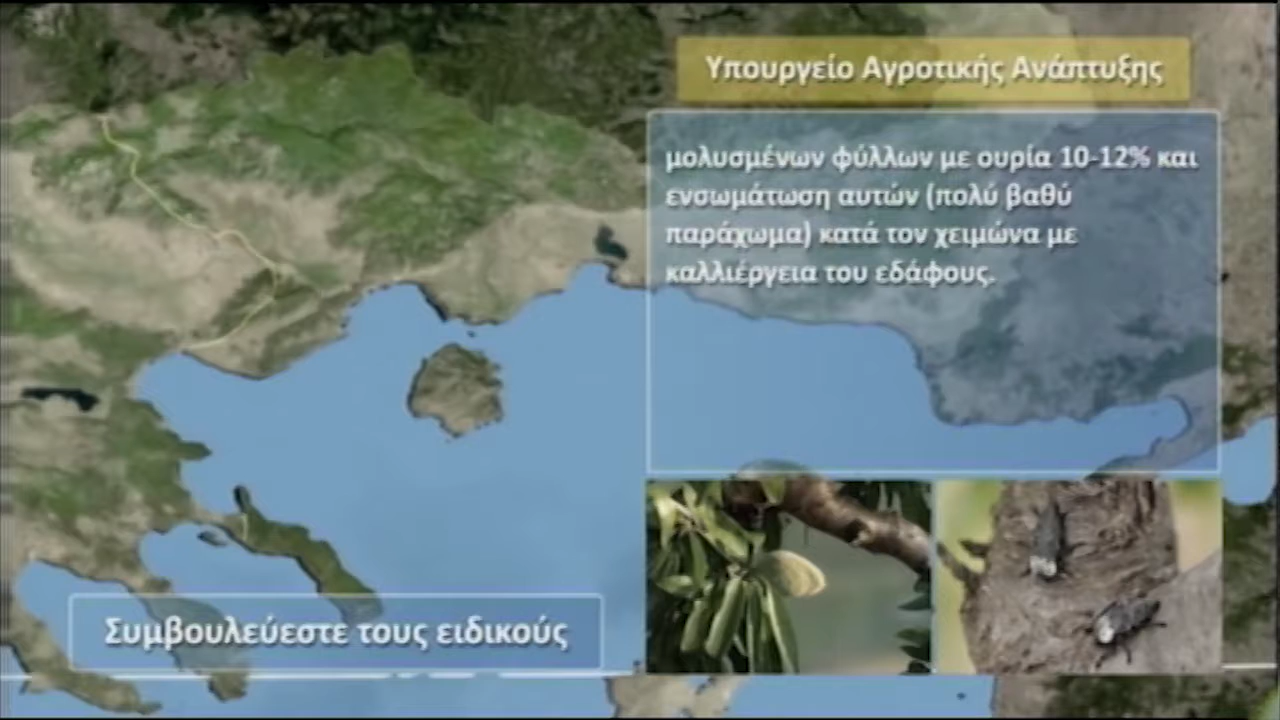 Υπουργείο Αγροτικής Ανάπτυξης
μολυσμένων φύλλων με ουρία 10-12% και
ενσωμάτωση αυτών (πολύ βαθύ
παράχωμα) κατά τον χειμώνα με
καλλιέργεια του εδάφους.
Συμβουλεύεστε τους ειδικούς